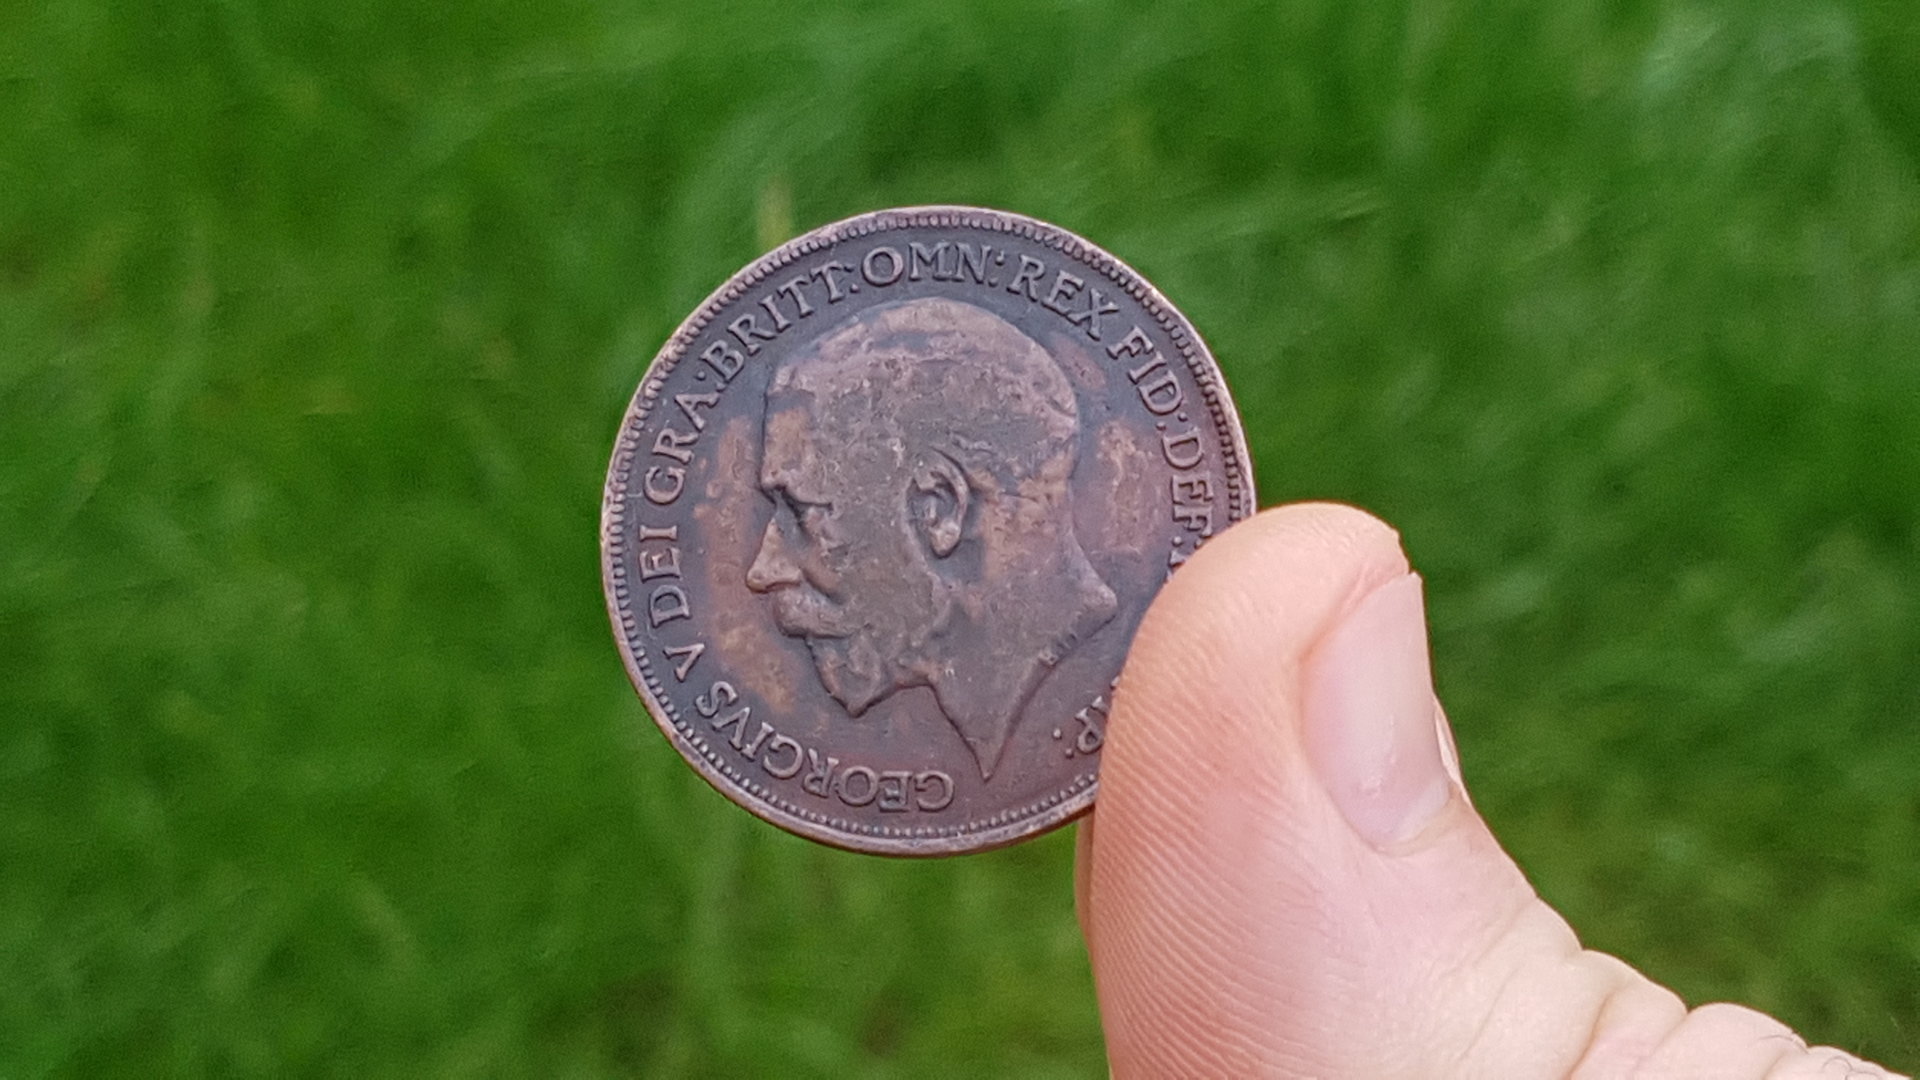 GEORGIVS V DEI GRA: BRITT: OMN: REX FID: DEF: